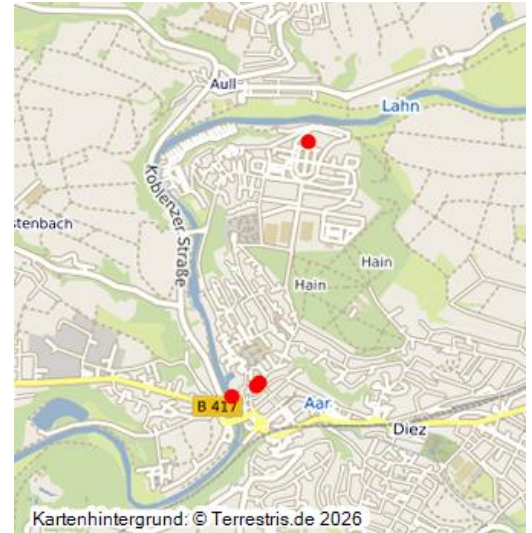 Aull
Lahn
Koblenzer Straße
stenbach
Hain
Hain
B 417
Aar
Diez
Kartenhintergrund: © Terrestris.de 2026